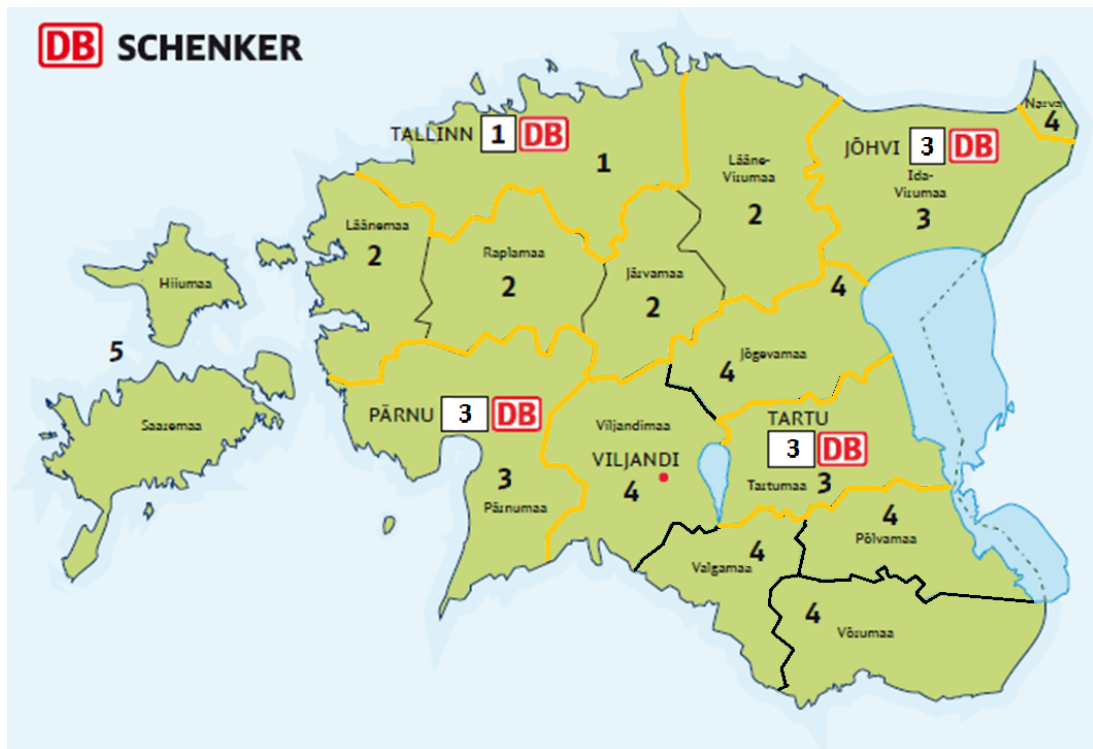 DB SCHENKER
TALLINN 1 DB
1
Narva
4
JÕHVI 3 DB
Ida-
Virumaa
3
Lääne-
Virumaa
2
Läänemaa
2
Raplamaa
2
Järvamaa
2
4
Hiiumaa
5
Saaremaa
Jõgevamaa
4
PÄRNU 3 DB
3
Pärnumaa
Viljandimaa
VILJANDI
4
TARTU
3 DB
Tartumaa 3
4
Põlvamaa
4
Valgamaa
4
Võrumaa